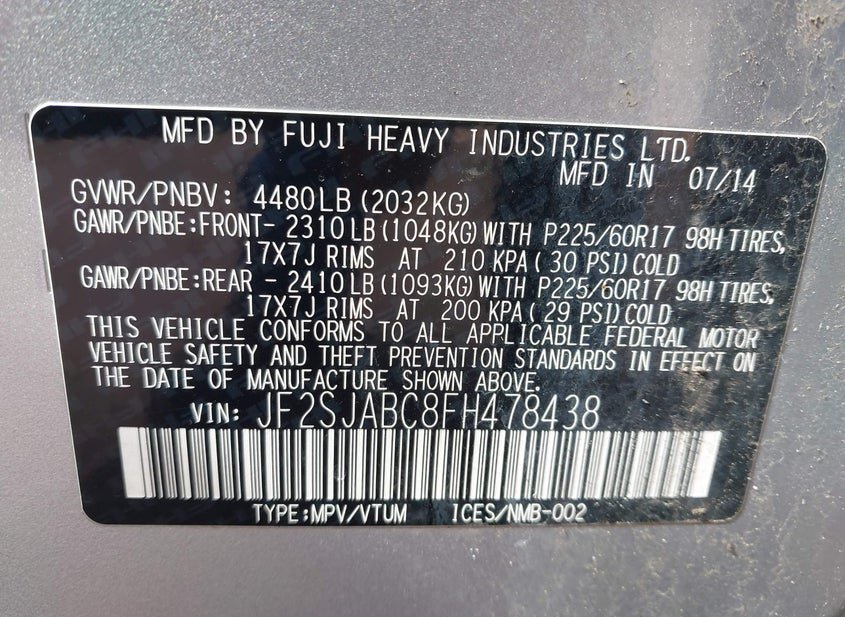 MFD BY FUJI HEAVY INDUSTRIES LTD.
MFD IN 07/14
GVWR/PNBV: 4480LB(2032KG)
GAWR/PNBE:FRONT- 2310LB(1048KG)WITH P225/60R17 98H TIRES,
17X7J RIMS AT 210 KPA(30 PSI)COLD
GAWR/PNBE:REAR - 2410LB(1093KG)WITH P225/60R17 98H TIRES,
17X7J RIMS AT 200 KPA(29 PSI)COLD
THIS VEHICLE CONFORMS TO ALL APPLICABLE FEDERAL MOTOR
VEHICLE SAFETY AND THEFT PREVENTION STANDARDS IN EFFECT ON
THE DATE OF MANUFACTURE SHOWN ABOVE.
VIN: JF2SJABC8FH478438
TYPE:MPV/VTUM ICES/NMB-002